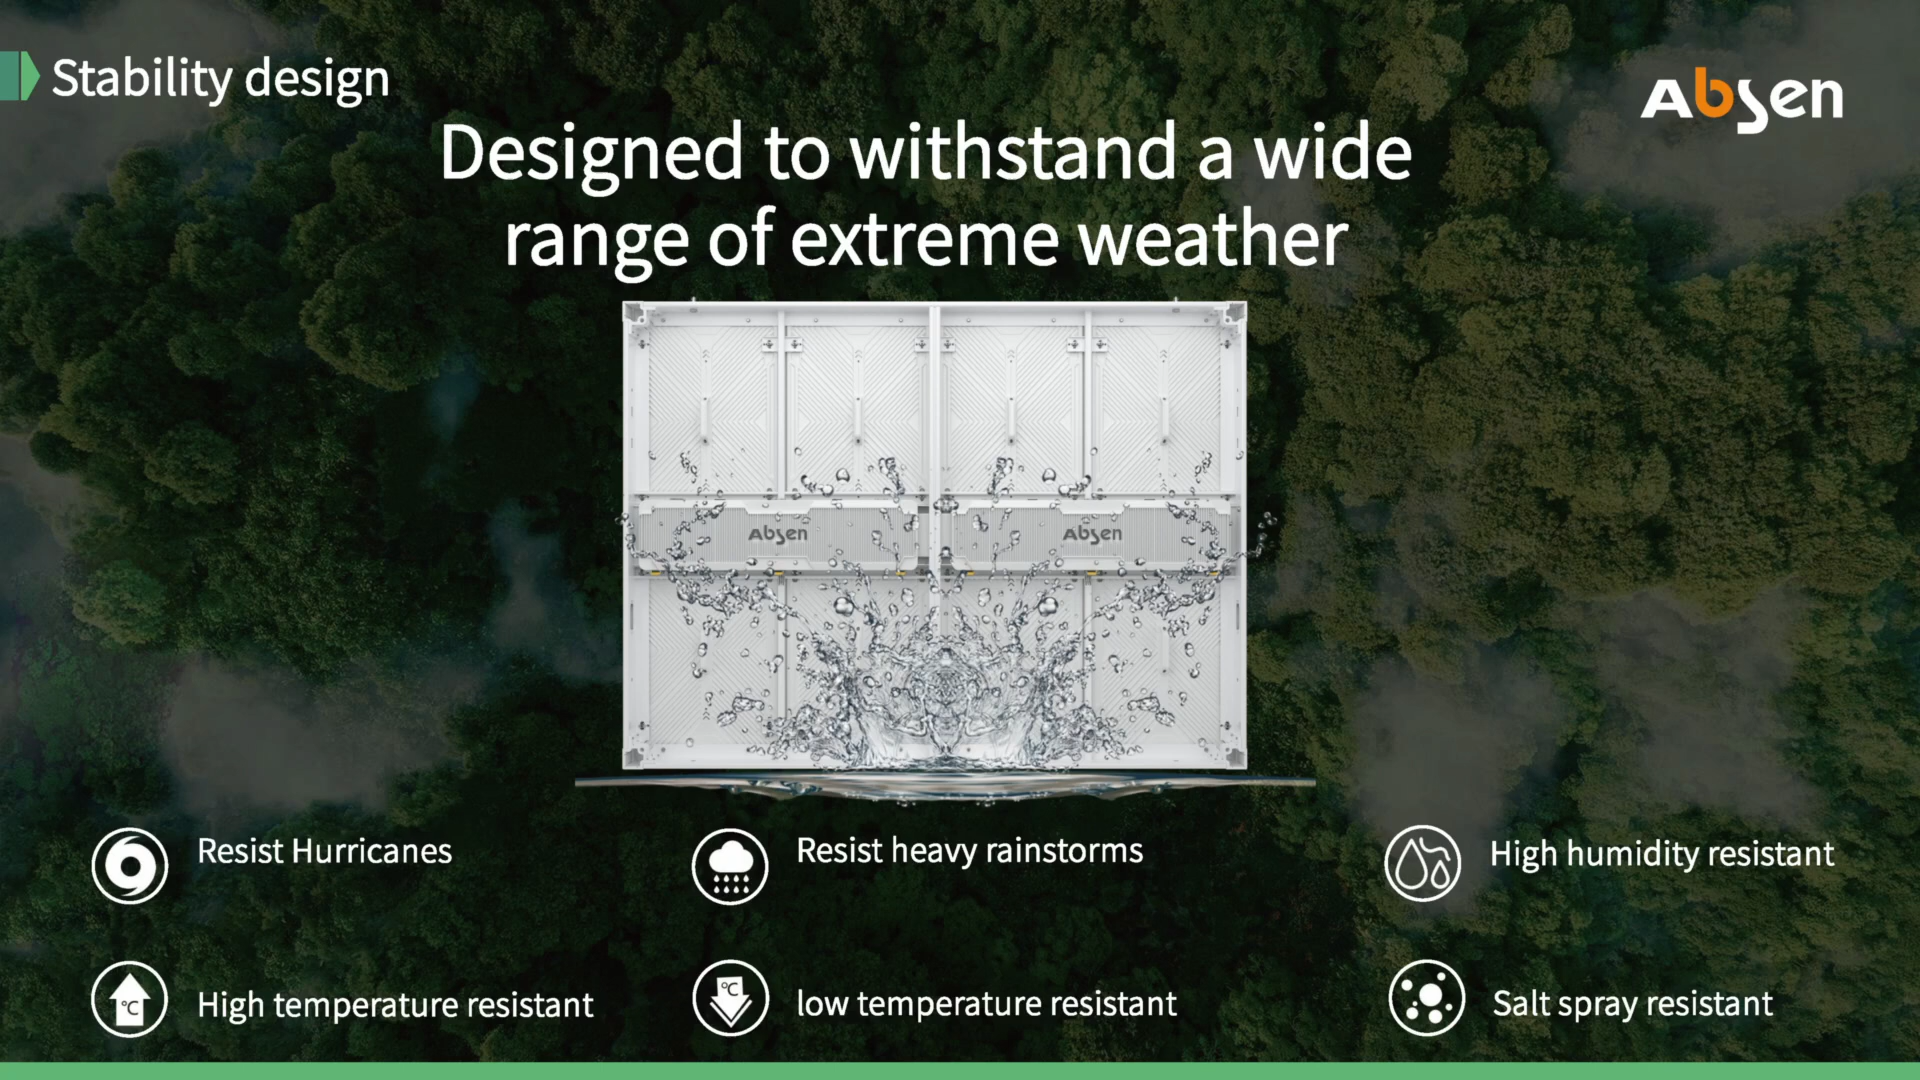 Stability design
Absen
Designed to withstand a wide
range of extreme weather
Absen
Absen
Resist Hurricanes
Resist heavy rainstorms
High humidity resistant
°C
High temperature resistant
°C
low temperature resistant
Salt spray resistant